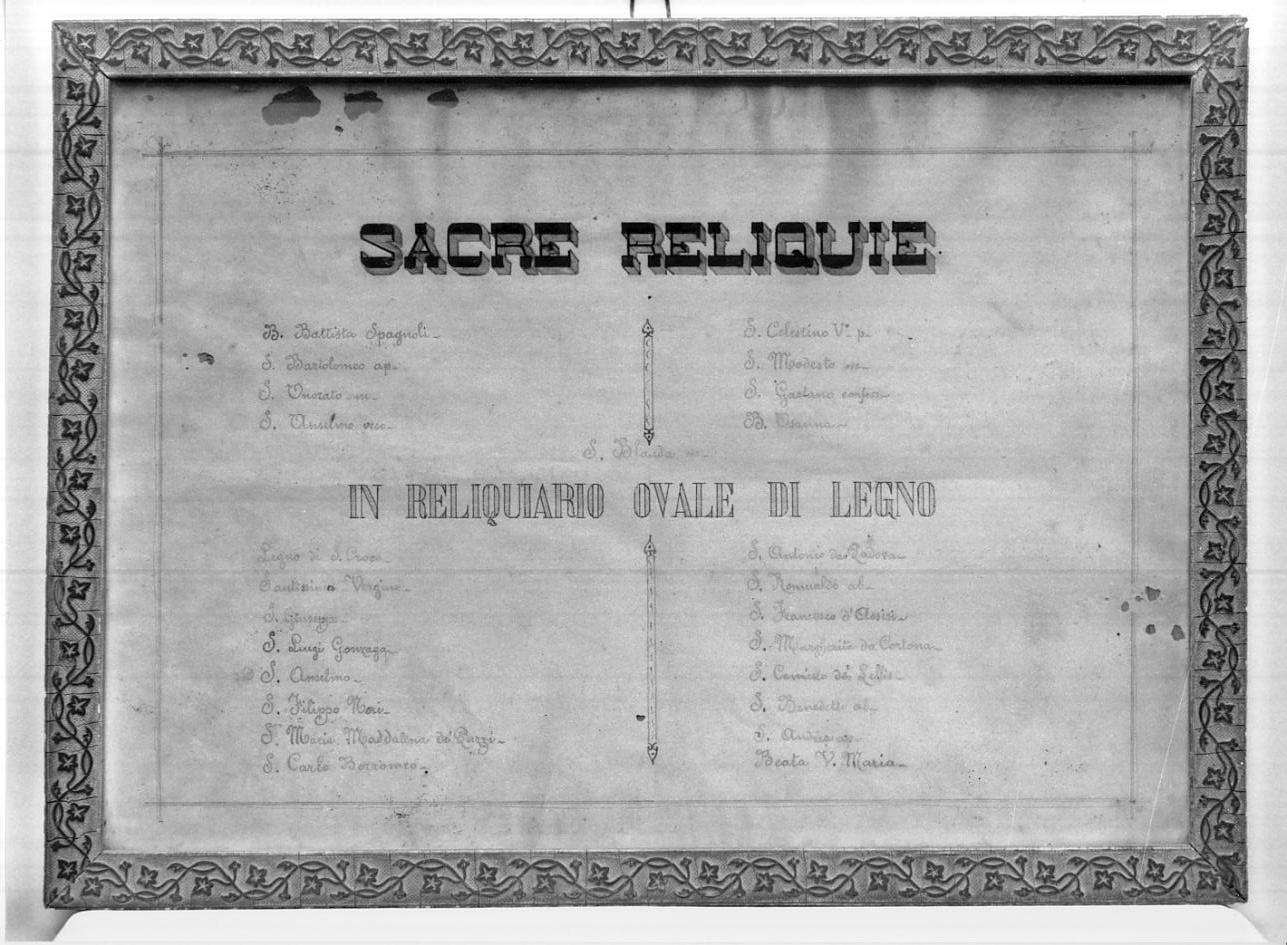 SACRE RELIQUIE
B. Battista Spagnoli
S. Bartolomeo ap.
S. Onorato m.
S. Anselmo vesc.
S. Celestino V° p.
S. Modesto m.
S. Gaetano confess.
B. Osanna
S. Blanda m.
IN RELIQUIARIO OVALE DI LEGNO
Legno di S. Croce
Santissima Vergine
S. Giuseppe
S. Luigi Gonzaga
S. Anselmo
S. Filippo Neri
S. Maria Maddalena de' Pazzi
S. Carlo Borromeo
S. Antonio da Padova
S. Romualdo ab.
S. Francesco d'Assisi
S. Margherita da Cortona
S. Camillo de' Lellis
S. Benedetto ab.
S. Andrea ap.
Beata V. Maria